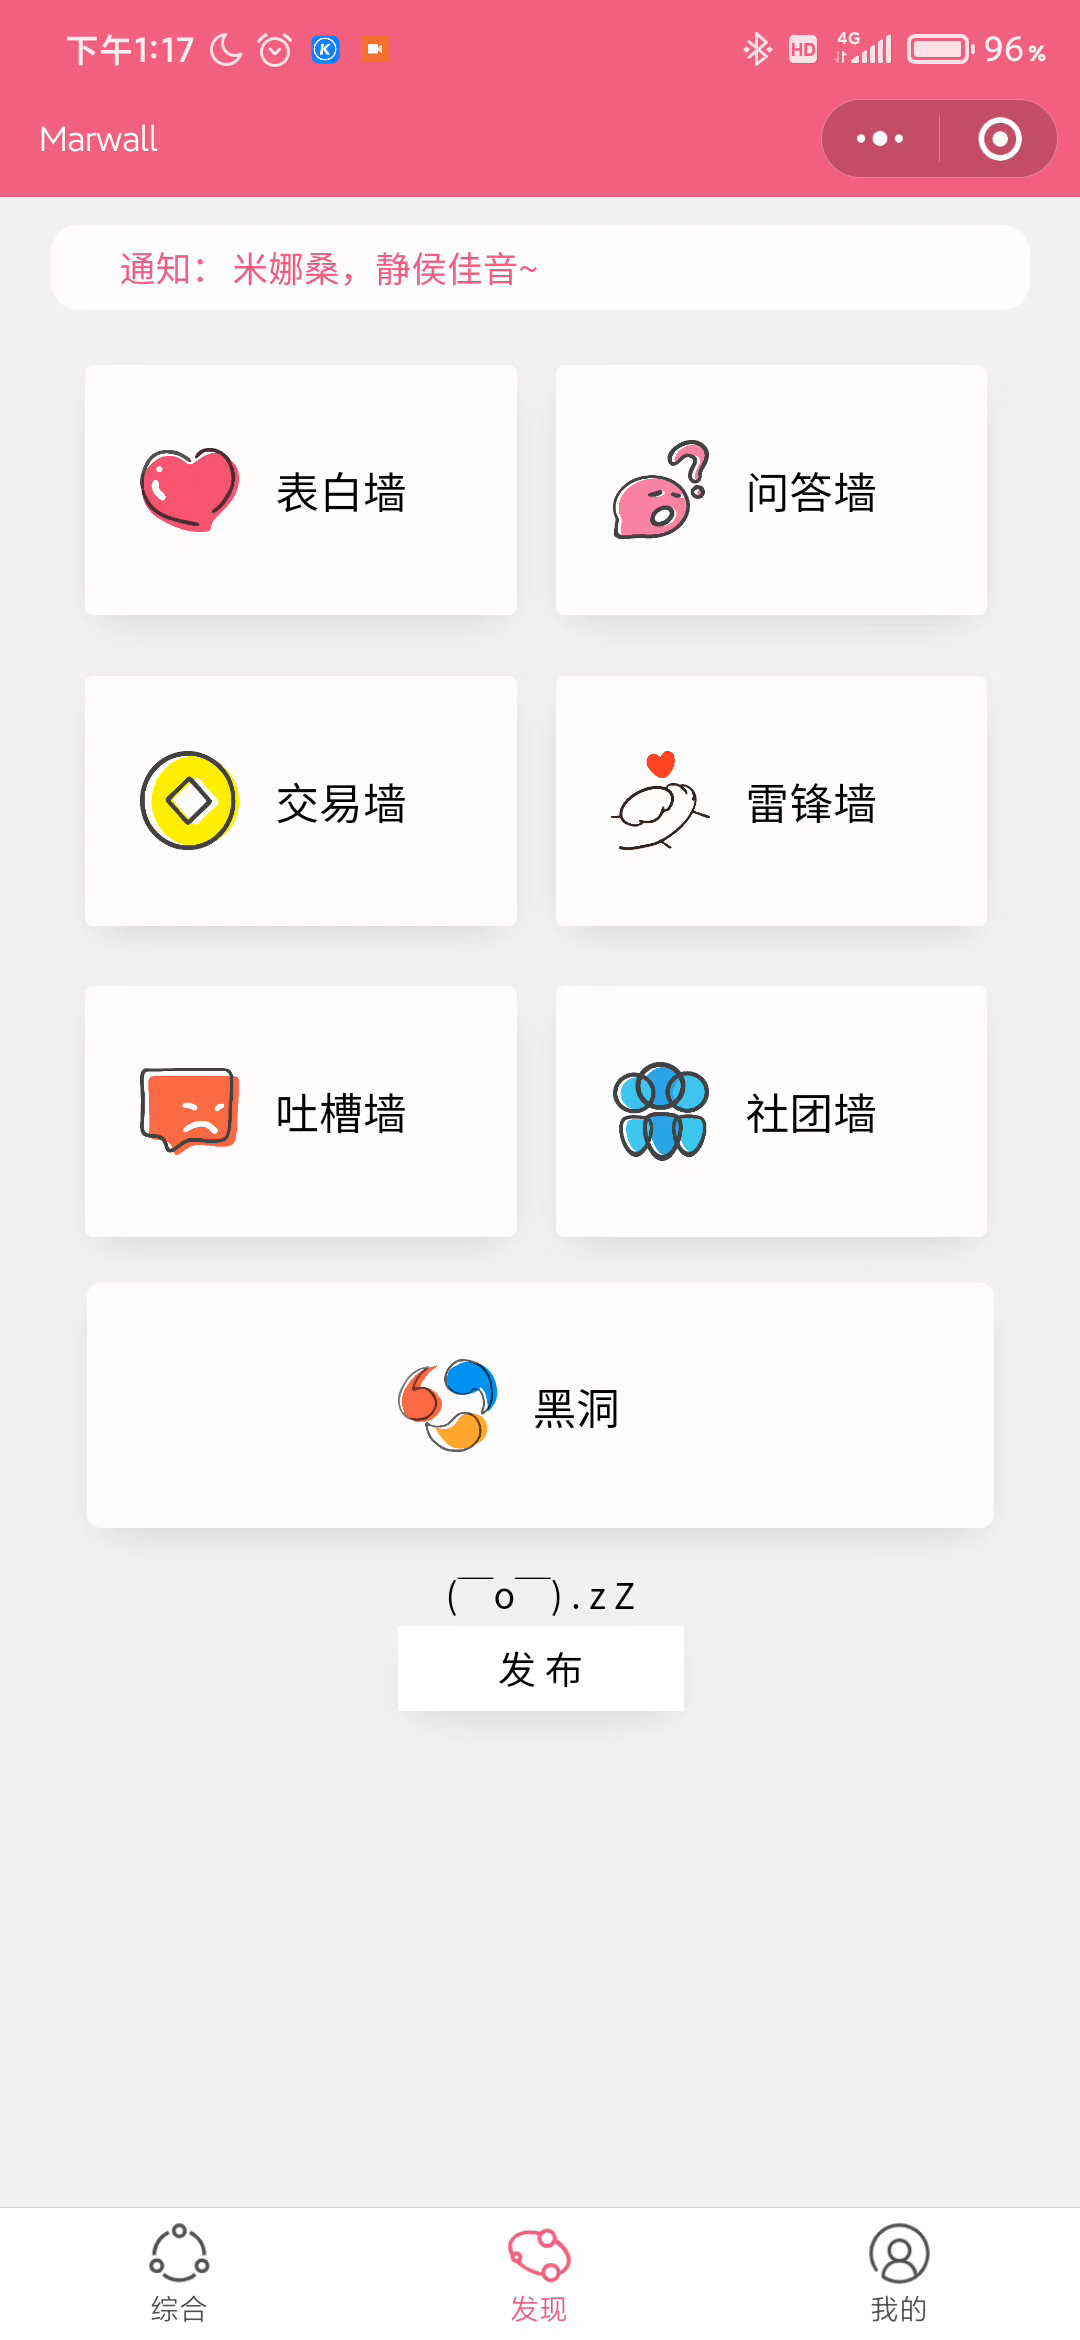 下午1:17
HD 4G 96%
Marwall
通知： 米娜桑，静侯佳音~
表白墙 问答墙
交易墙 雷锋墙
吐槽墙 社团墙
黑洞
(￣o￣) . z Z
发布
综合 发现 我的